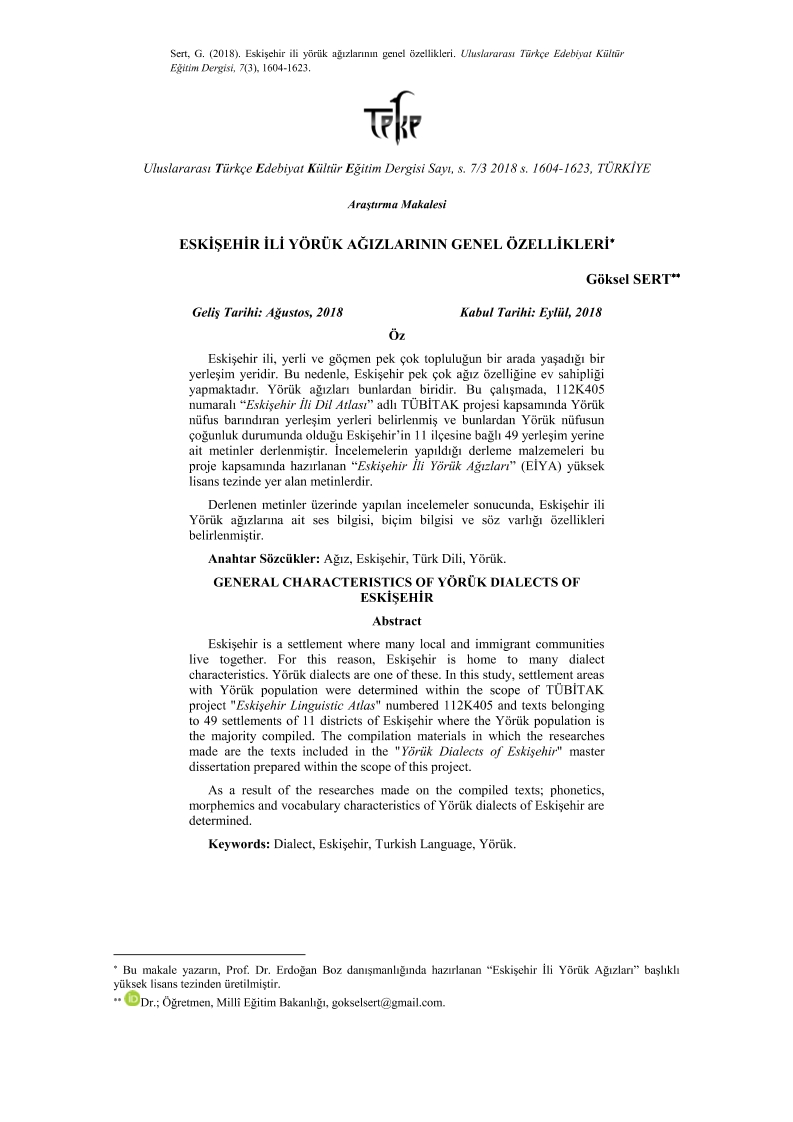 Sert, G. (2018). Eskişehir ili yörük ağızlarının genel özellikleri. Uluslararası Türkçe Edebiyat Kültür
Eğitim Dergisi, 7(3), 1604-1623.
Uluslararası Türkçe Edebiyat Kültür Eğitim Dergisi Sayı, s. 7/3 2018 s. 1604-1623, TÜRKİYE
Araştırma Makalesi
ESKİŞEHİR İLİ YÖRÜK AĞIZLARININ GENEL ÖZELLİKLERİ*
Göksel SERT**
Geliş Tarihi: Ağustos, 2018 Kabul Tarihi: Eylül, 2018
Öz
Eskişehir ili, yerli ve göçmen pek çok topluluğun bir arada yaşadığı bir
yerleşim yeridir. Bu nedenle, Eskişehir pek çok ağız özelliğine ev sahipliği
yapmaktadır. Yörük ağızları bunlardan biridir. Bu çalışmada, 112K405
numaralı “Eskişehir İli Dil Atlası” adlı TÜBİTAK projesi kapsamında Yörük
nüfus barındıran yerleşim yerleri belirlenmiş ve bunlardan Yörük nüfusun
çoğunluk durumunda olduğu Eskişehir’in 11 ilçesine bağlı 49 yerleşim yerine
ait metinler derlenmiştir. İncelemelerin yapıldığı derleme malzemeleri bu
proje kapsamında hazırlanan “Eskişehir İli Yörük Ağızları” (EİYA) yüksek
lisans tezinde yer alan metinlerdir.
Derlenen metinler üzerinde yapılan incelemeler sonucunda, Eskişehir ili
Yörük ağızlarına ait ses bilgisi, biçim bilgisi ve söz varlığı özellikleri
belirlenmiştir.
Anahtar Sözcükler: Ağız, Eskişehir, Türk Dili, Yörük.
GENERAL CHARACTERISTICS OF YÖRÜK DIALECTS OF
ESKİŞEHİR
Abstract
Eskişehir is a settlement where many local and immigrant communities
live together. For this reason, Eskişehir is home to many dialect
characteristics. Yörük dialects are one of these. In this study, settlement areas
with Yörük population were determined within the scope of TÜBİTAK
project "Eskişehir Linguistic Atlas" numbered 112K405 and texts belonging
to 49 settlements of 11 districts of Eskişehir where the Yörük population is
the majority compiled. The compilation materials in which the researches
made are the texts included in the "Yörük Dialects of Eskişehir" master
dissertation prepared within the scope of this project.
As a result of the researches made on the compiled texts; phonetics,
morphemics and vocabulary characteristics of Yörük dialects of Eskişehir are
determined.
Keywords: Dialect, Eskişehir, Turkish Language, Yörük.
* Bu makale yazarın, Prof. Dr. Erdoğan Boz danışmanlığında hazırlanan “Eskişehir İli Yörük Ağızları” başlıklı
yüksek lisans tezinden üretilmiştir.
** iD Dr.; Öğretmen, Millî Eğitim Bakanlığı, gokselsert@gmail.com.